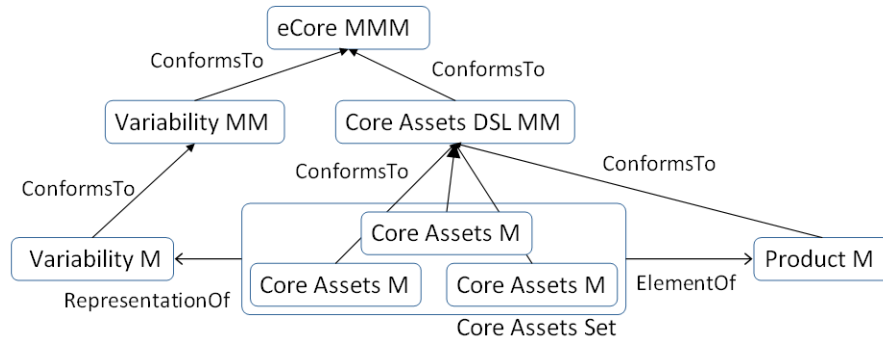 eCore MMM
ConformsTo
ConformsTo
Variability MM
Core Assets DSL MM
ConformsTo
ConformsTo
ConformsTo
Core Assets M
Variability M
Core Assets M
Core Assets M
Product M
RepresentationOf
ElementOf
Core Assets Set